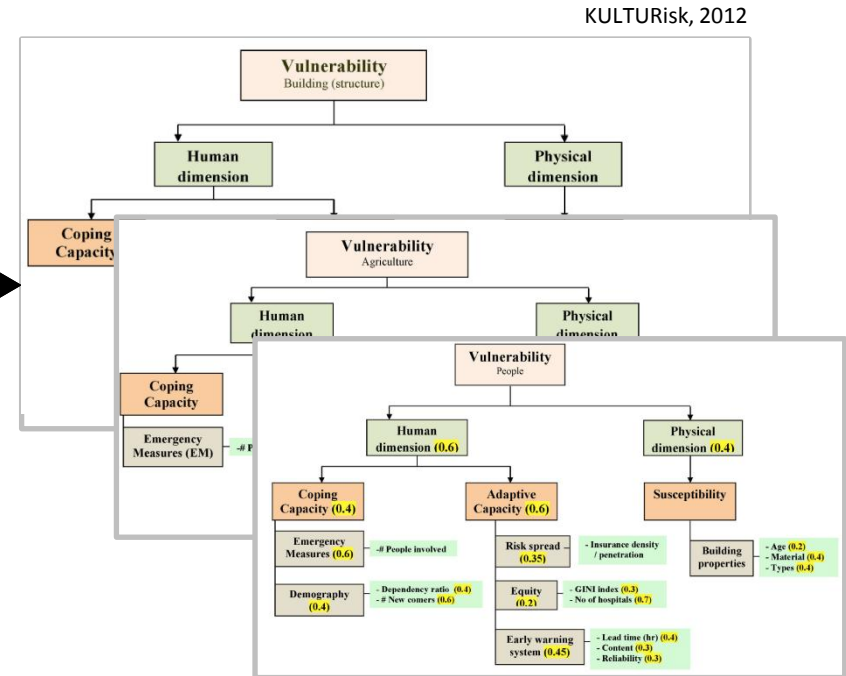 KULTURisk, 2012
Vulnerability
Building (structure)
Human
dimension
Physical
dimension
Coping
Capacity
Vulnerability
Agriculture
Human
dimension
Physical
dimension
Coping
Capacity
Emergency
Measures (EM)
-# P
Vulnerability
People
Human
dimension (0.6)
Physical
dimension (0.4)
Coping
Capacity (0.4)
Adaptive
Capacity (0.6)
Susceptibility
Emergency
Measures (0.6)
-# People involved
Risk spread
(0.35)
- Insurance density
/ penetration
Building
properties
- Age (0.2)
- Material (0.4)
- Types (0.4)
Demography
(0.4)
- Dependency ratio (0.4)
- # New comers (0.6)
Equity
(0.2)
- GINI index (0.3)
- No of hospitals (0.7)
Early warning
system (0.45)
- Lead time (hr) (0.4)
- Content (0.3)
- Reliability (0.3)